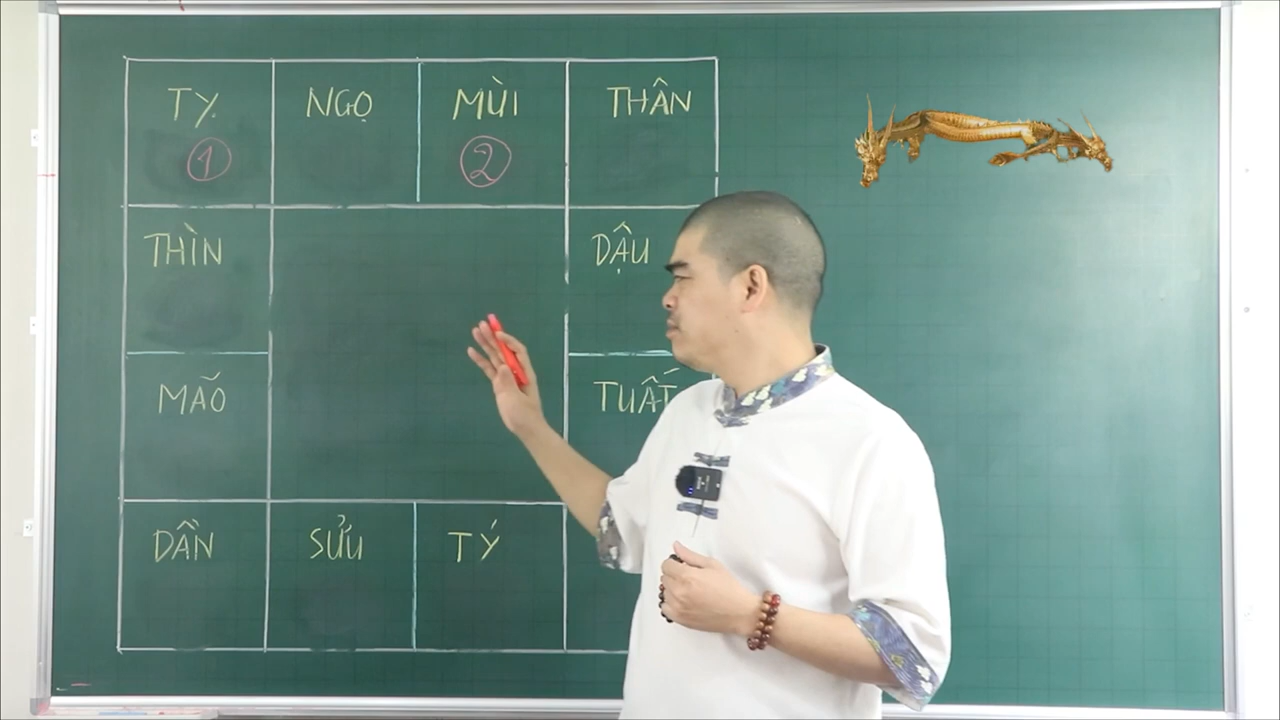 TỴ NGỌ MÙI THÂN
① ②
THÌN DẬU
MÃO TUẤT
DẦN SỬU TÝ